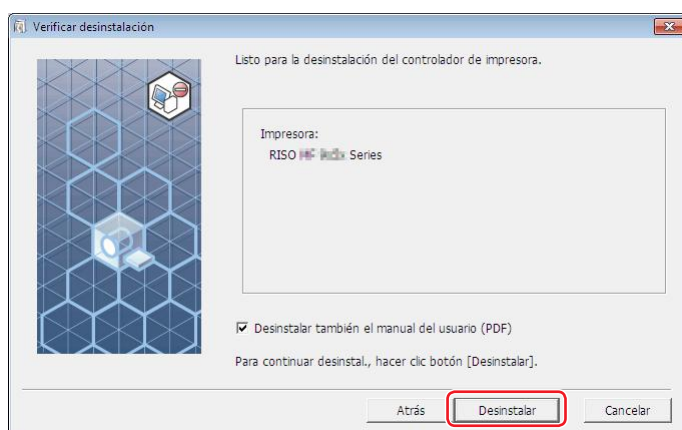 Verificar desinstalación
Listo para la desinstalación del controlador de impresora.
Impresora:
RISO Series
Desinstalar también el manual del usuario (PDF)
Para continuar desinstal., hacer clic botón [Desinstalar].
Atrás Desinstalar Cancelar